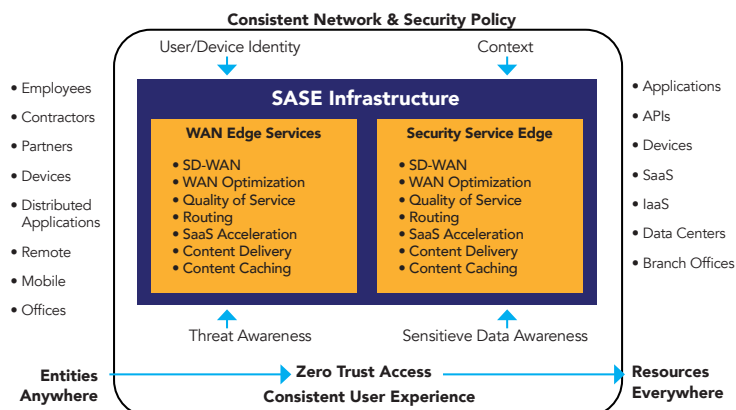 Consistent Network & Security Policy
User/Device Identity
Context
• Employees
• Contractors
• Partners
• Devices
• Distributed
Applications
• Remote
• Mobile
• Offices
SASE Infrastructure
WAN Edge Services
• SD-WAN
• WAN Optimization
• Quality of Service
• Routing
• SaaS Acceleration
• Content Delivery
• Content Caching
Security Service Edge
• SD-WAN
• WAN Optimization
• Quality of Service
• Routing
• SaaS Acceleration
• Content Delivery
• Content Caching
• Applications
• APIs
• Devices
• SaaS
• IaaS
• Data Centers
• Branch Offices
Threat Awareness
Sensitieve Data Awareness
Entities
Anywhere
Zero Trust Access
Consistent User Experience
Resources
Everywhere